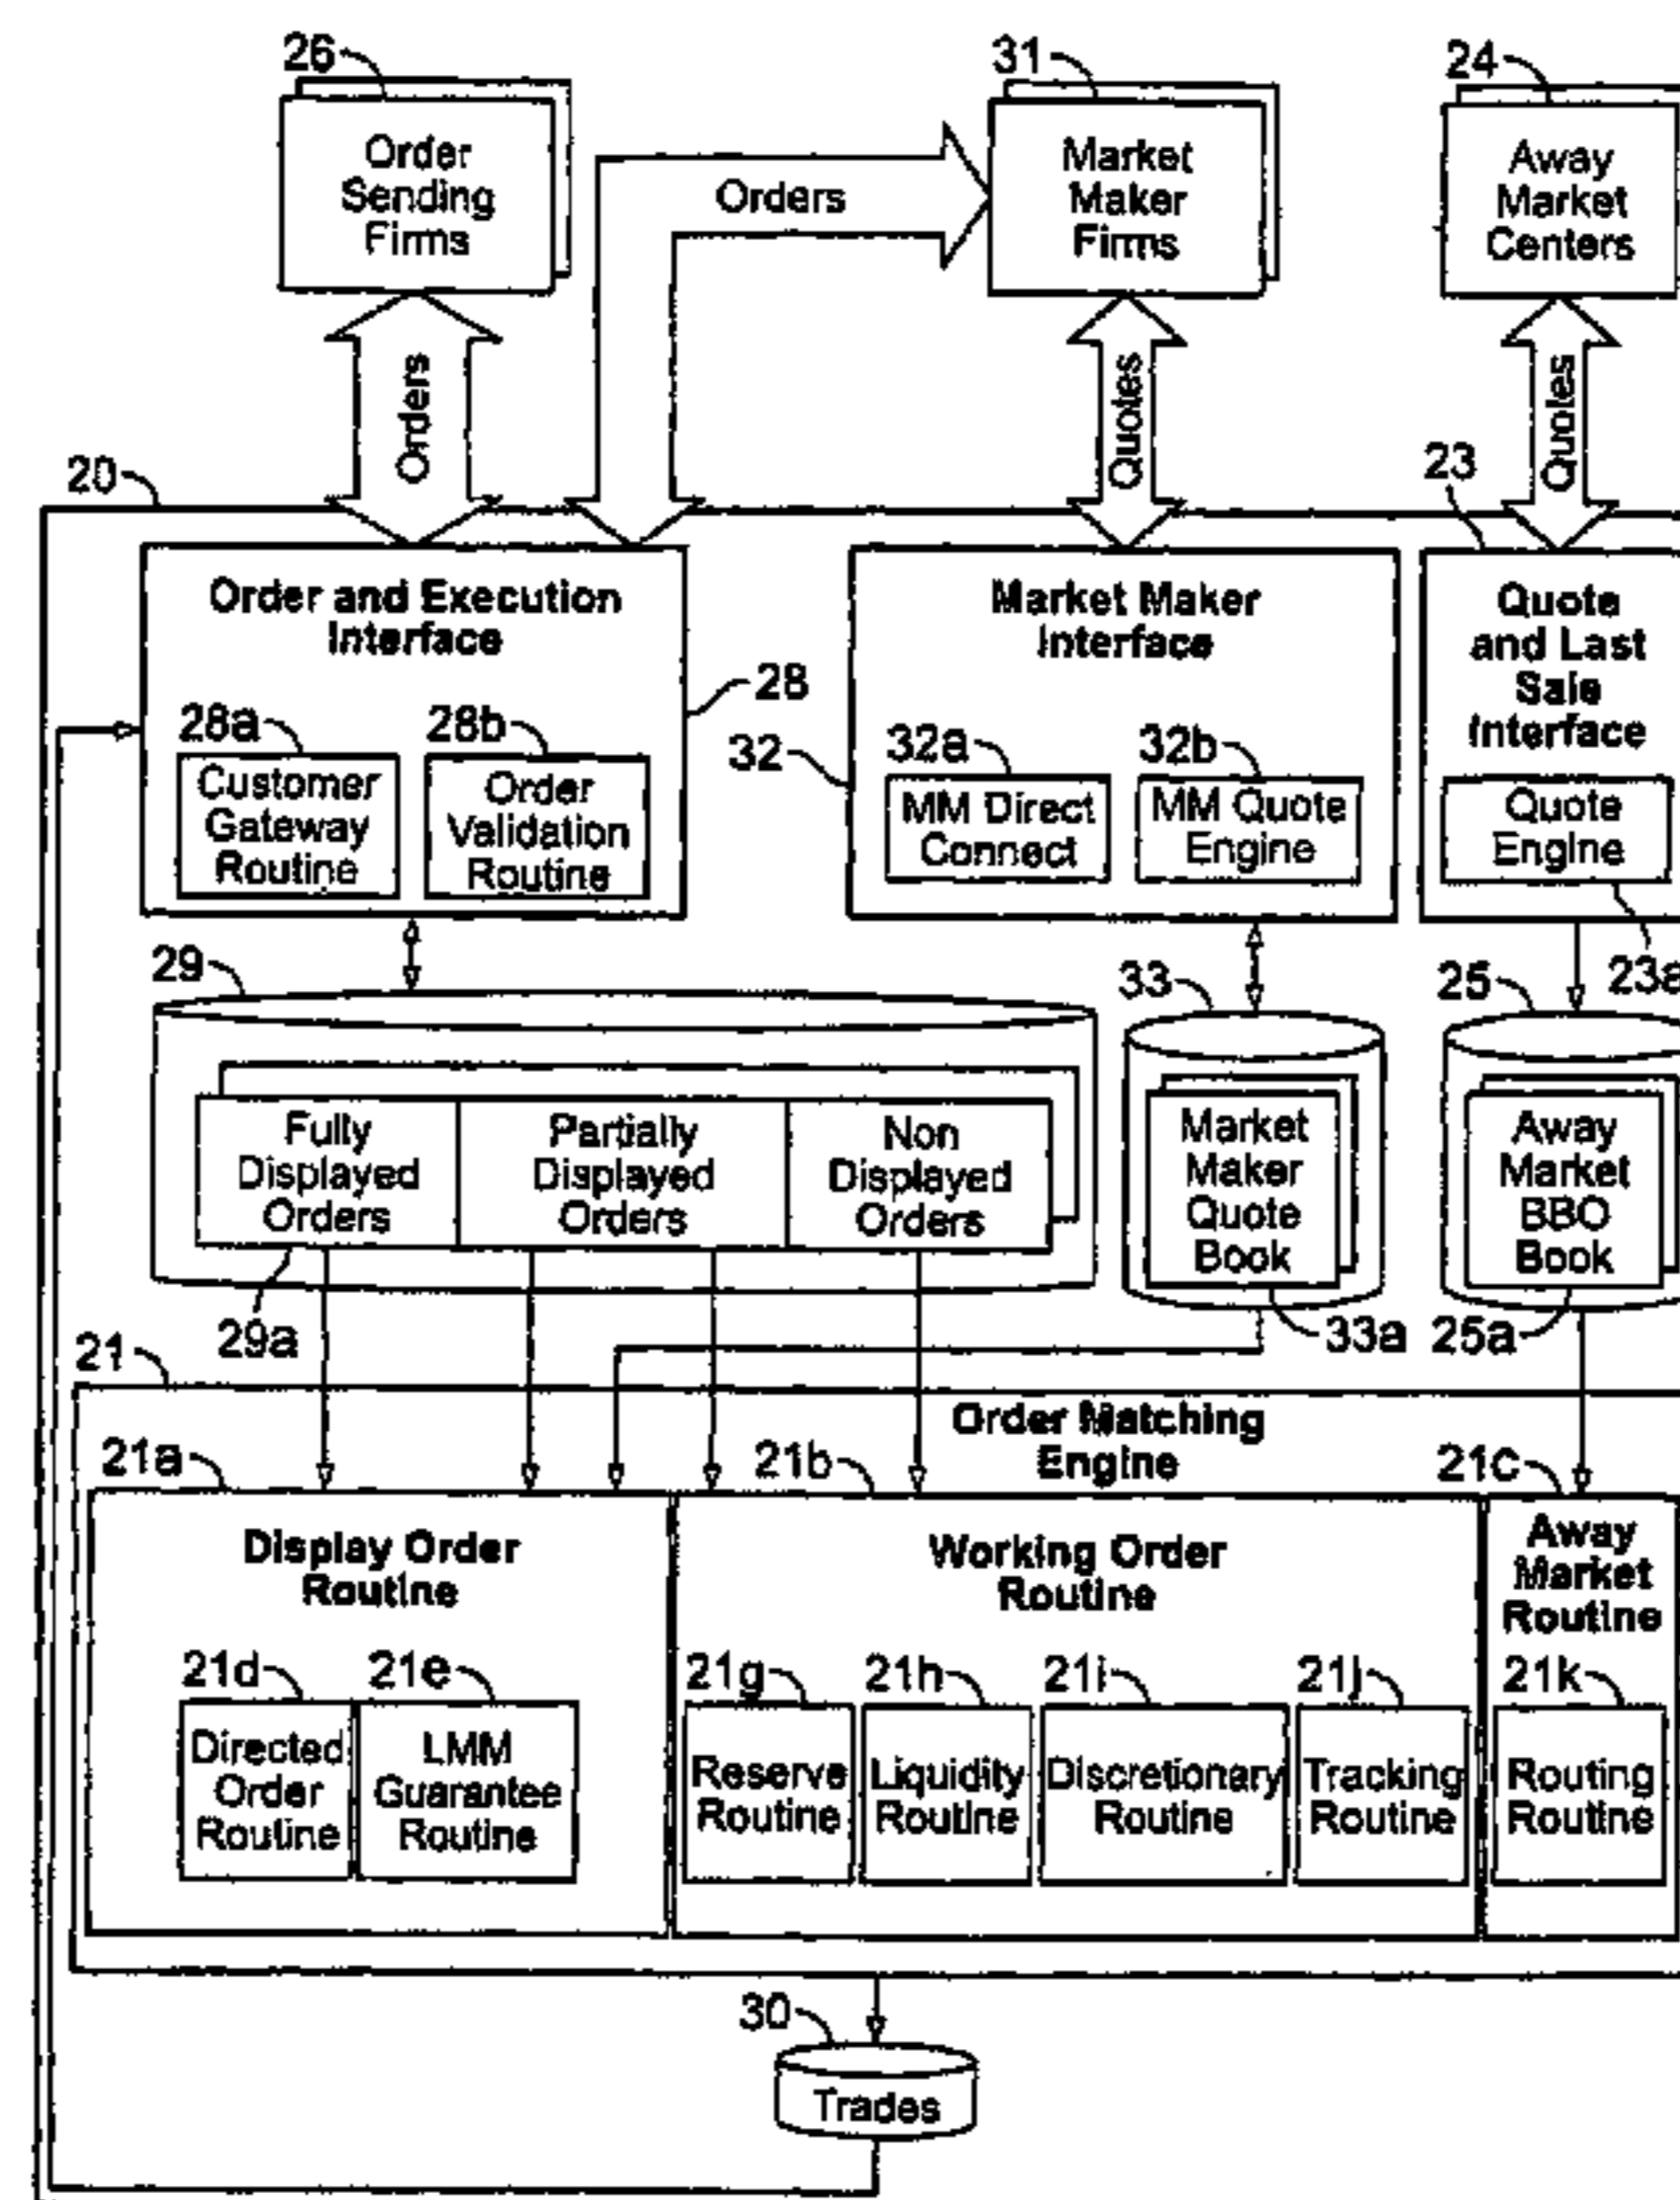 26
31
24
Order
Sending
Firms
Orders
Market
Maker
Firms
Away
Market
Centers
Orders
Quotes
Quotes
20
23
Order and Execution
Interface
Market Maker
Interface
Quote
and Last
Sale
Interface
28
32
28a
28b
32a
32b
Customer
Gateway
Routine
Order
Validation
Routine
MM Direct
Connect
MM Quote
Engine
Quote
Engine
23a
29
33
25
Fully
Displayed
Orders
Partially
Displayed
Orders
Non
Displayed
Orders
Market
Maker
Quote
Book
Away
Market
BBO
Book
29a
33a
25a
21
Order Matching
Engine
21a
21b
21c
Display Order
Routine
Working Order
Routine
Away
Market
Routine
21d
21e
21g
21h
21i
21j
21k
Directed
Order
Routine
LMM
Guarantee
Routine
Reserve
Routine
Liquidity
Routine
Discretionary
Routine
Tracking
Routine
Routing
Routine
30
Trades